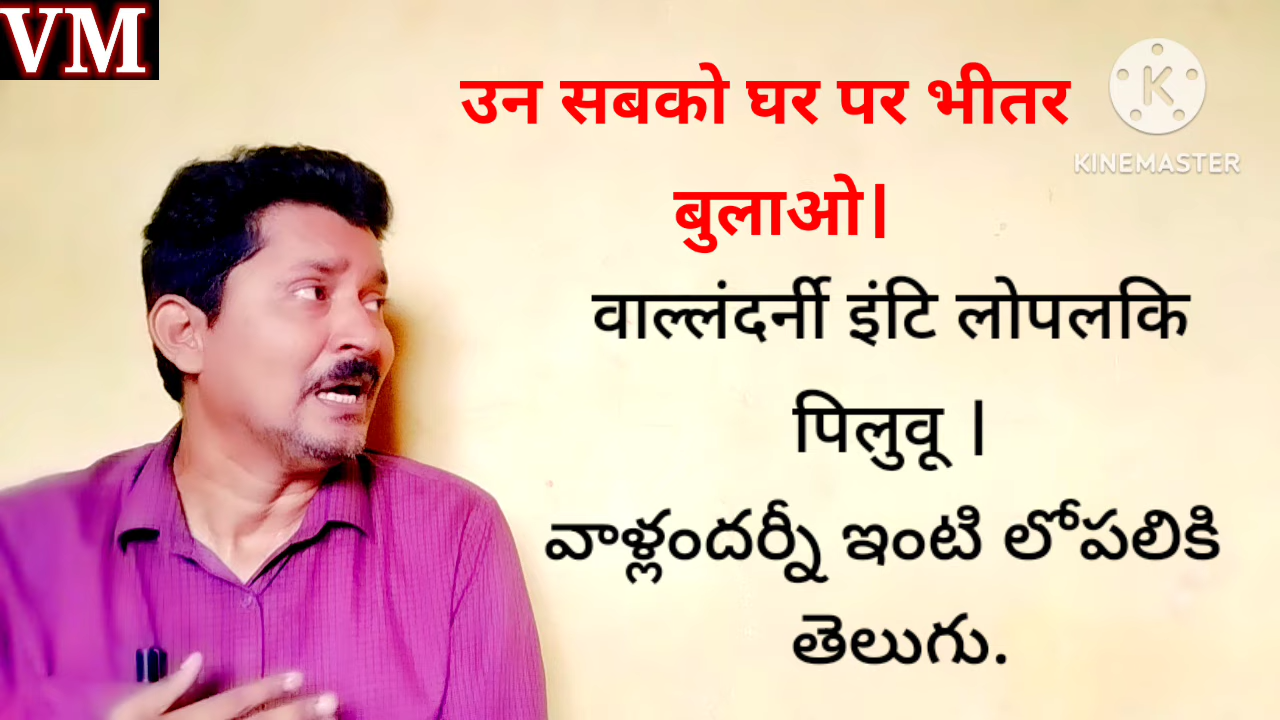 VM
उन सबको घर पर भीतर
बुलाओ|
K
KINEMASTER
वाल्लंदर्नी इंटि लोपलकि
पिलुवू |
వాళ్లందర్నీ ఇంటి లోపలికి
తెలుగు.